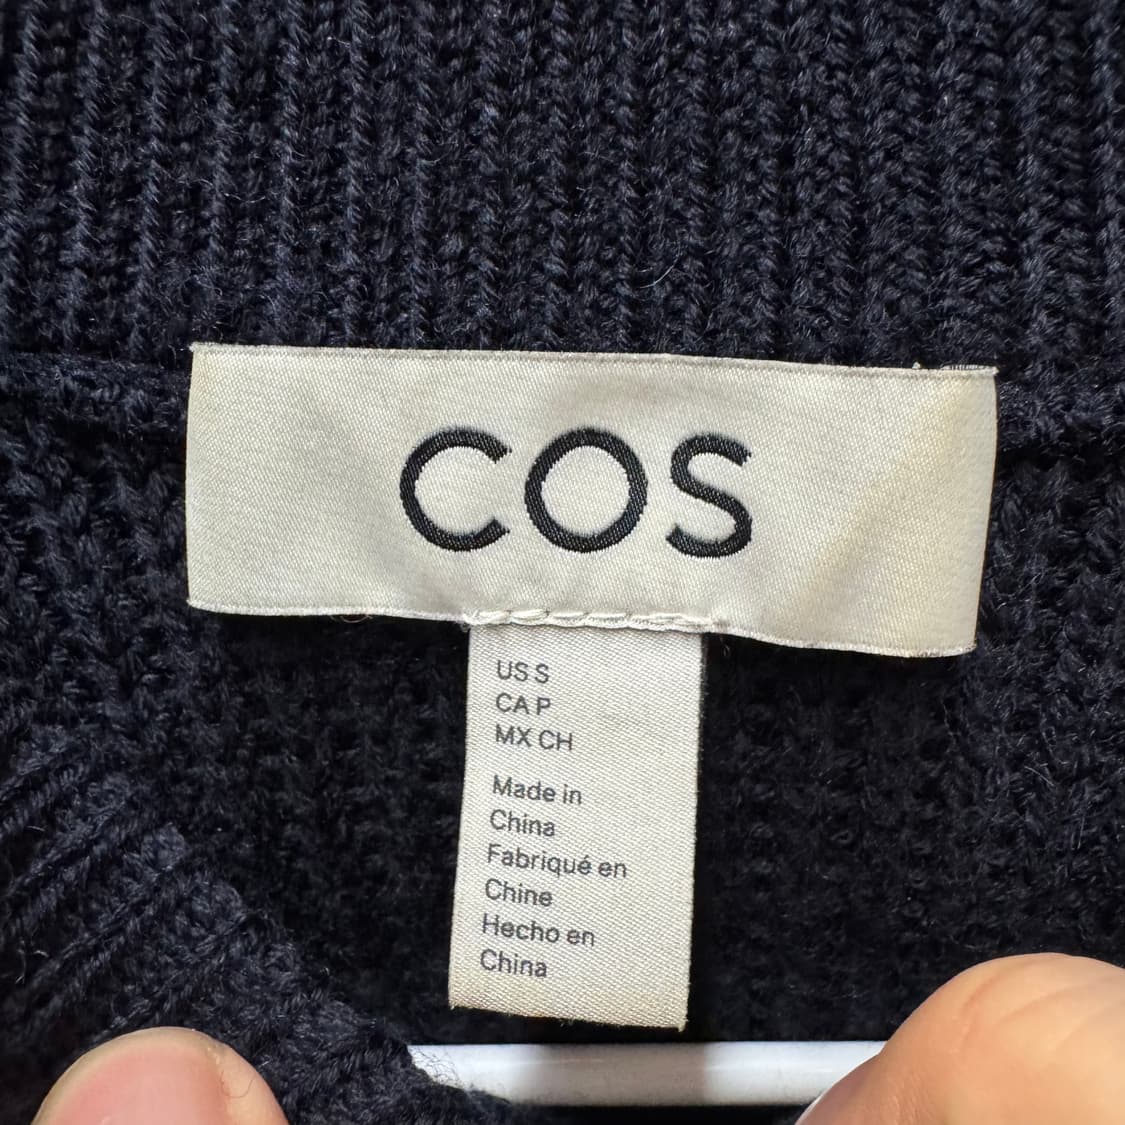 COS
US S
CA P
MX CH
Made in
China
Fabriqué en
Chine
Hecho en
China